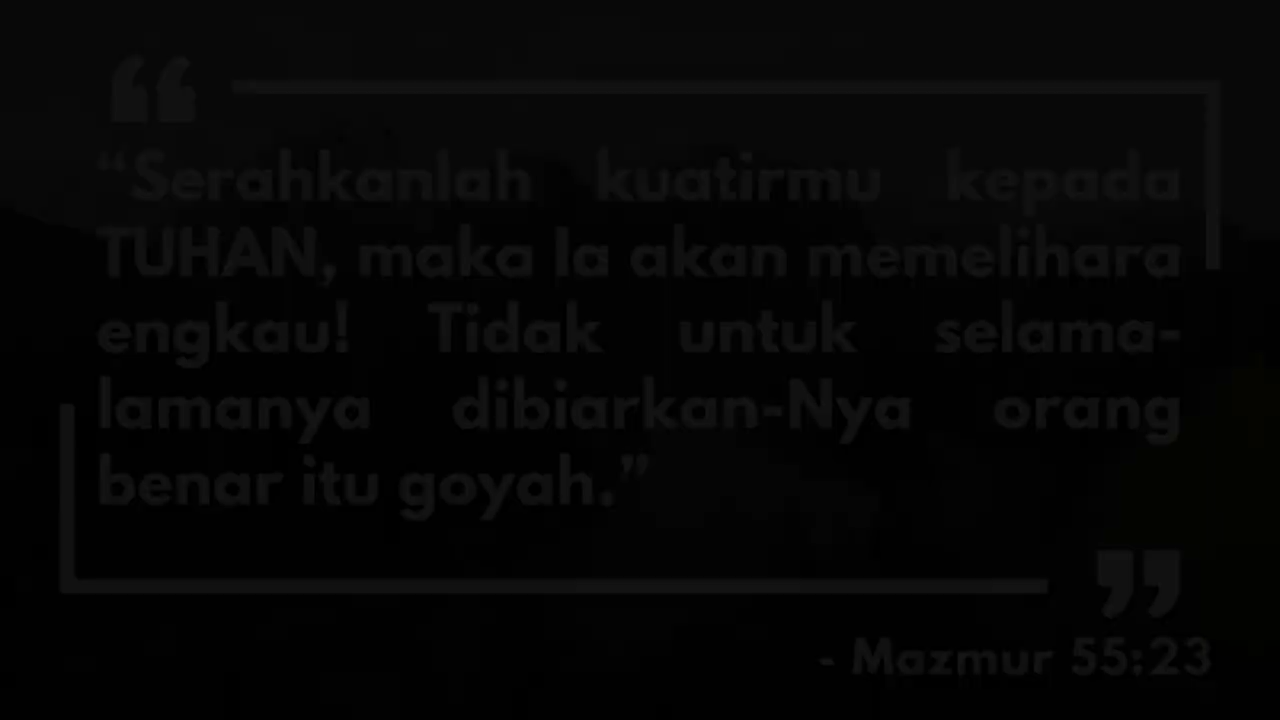 “Serahkanlah kuatirmu kepada
TUHAN, maka Ia akan memelihara
engkau! Tidak untuk selama-
lamanya dibiarkan-Nya orang
benar itu goyah.”
- Mazmur 55:23